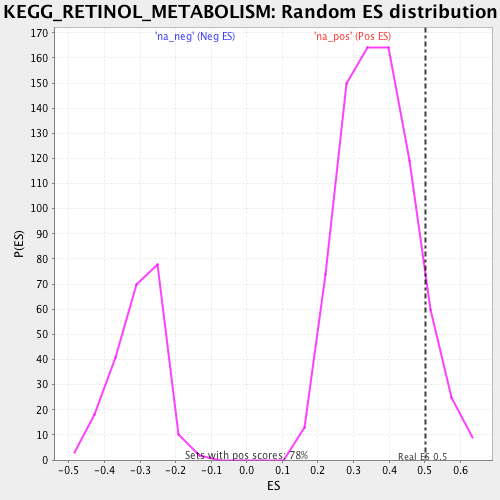 KEGG_RETINOL_METABOLISM: Random ES distribution
'na_neg' (Neg ES) 'na_pos' (Pos ES)
170
160
150
140
130
120
110
100
90
80
70
60
50
40
30
20
10
0
P(ES)
Sets with pos scores: 78%
Real ES 0.5
-0.5 -0.4 -0.3 -0.2 -0.1 0.0 0.1 0.2 0.3 0.4 0.5 0.6
ES